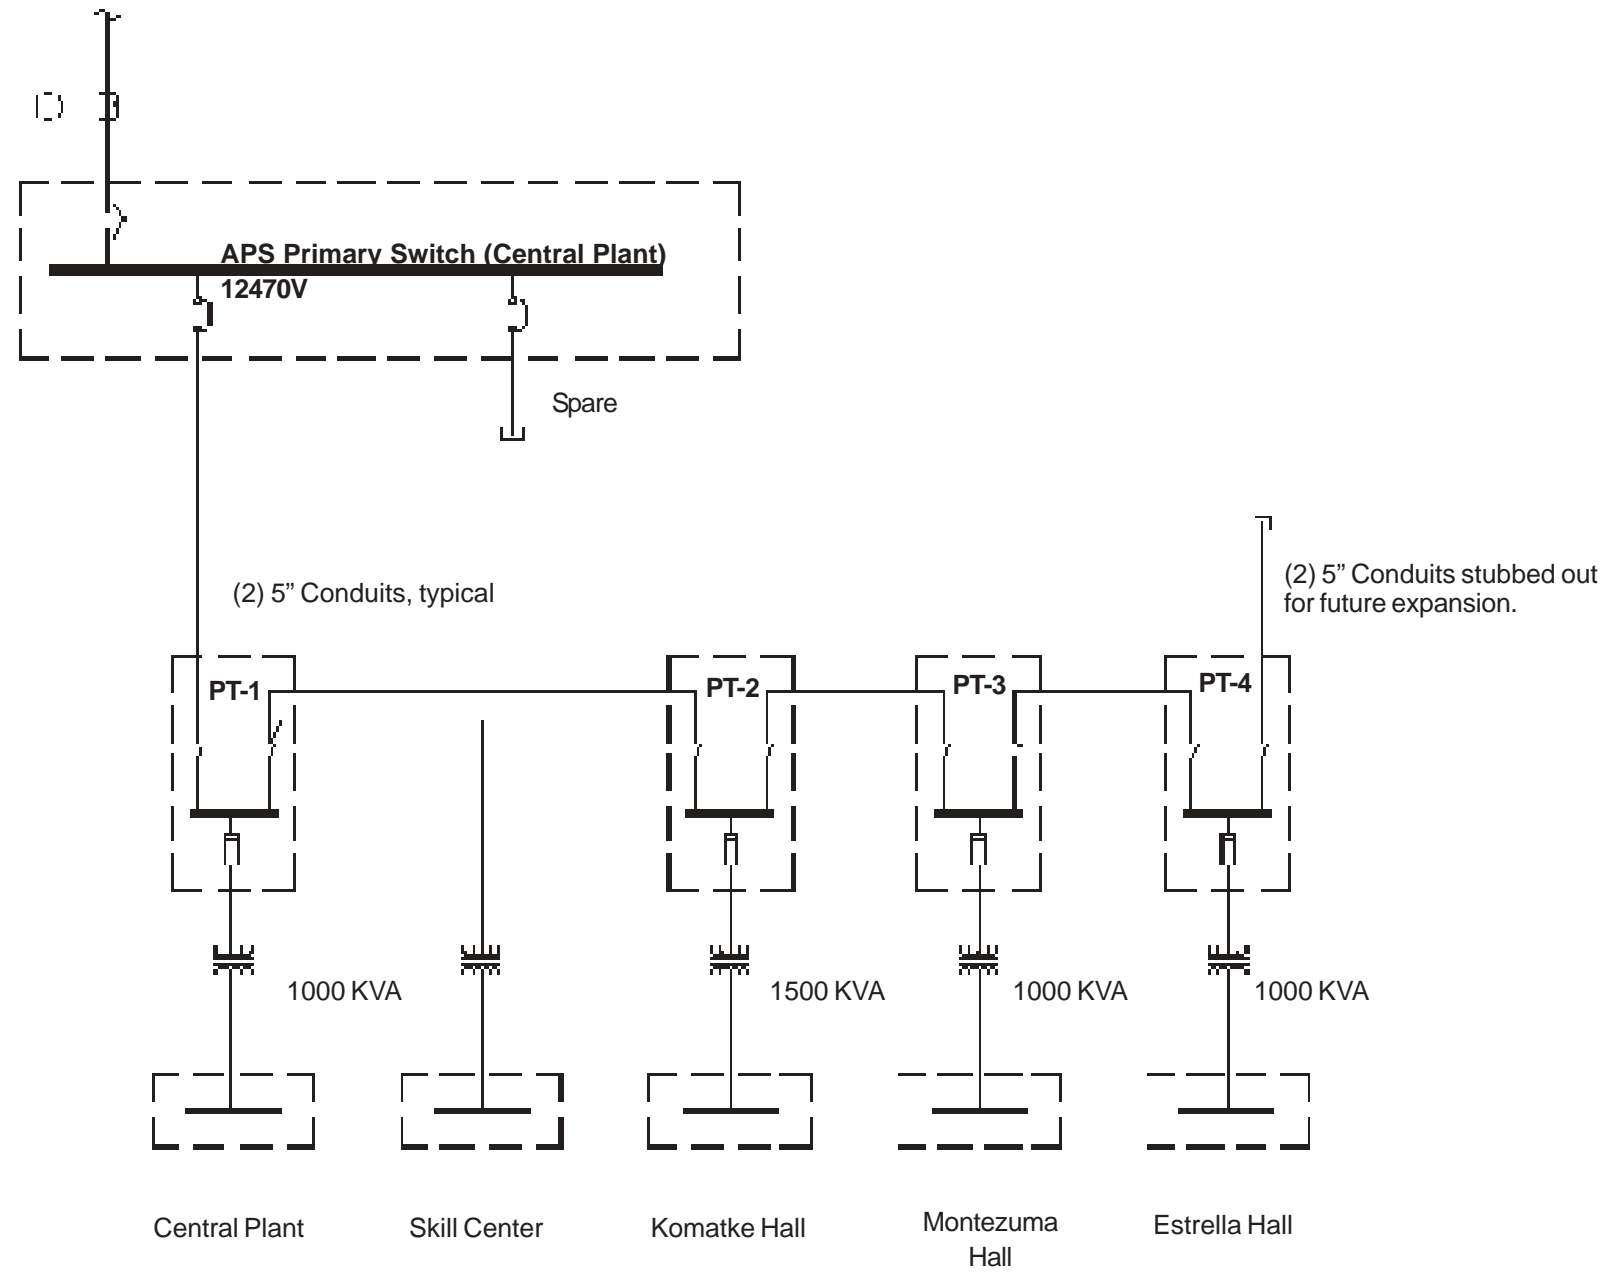 APS Primary Switch (Central Plant)
12470V
Spare
(2) 5” Conduits, typical
(2) 5” Conduits stubbed out
for future expansion.
PT-1
PT-2
PT-3
PT-4
1000 KVA
1500 KVA
1000 KVA
1000 KVA
Central Plant
Skill Center
Komatke Hall
Montezuma
Hall
Estrella Hall